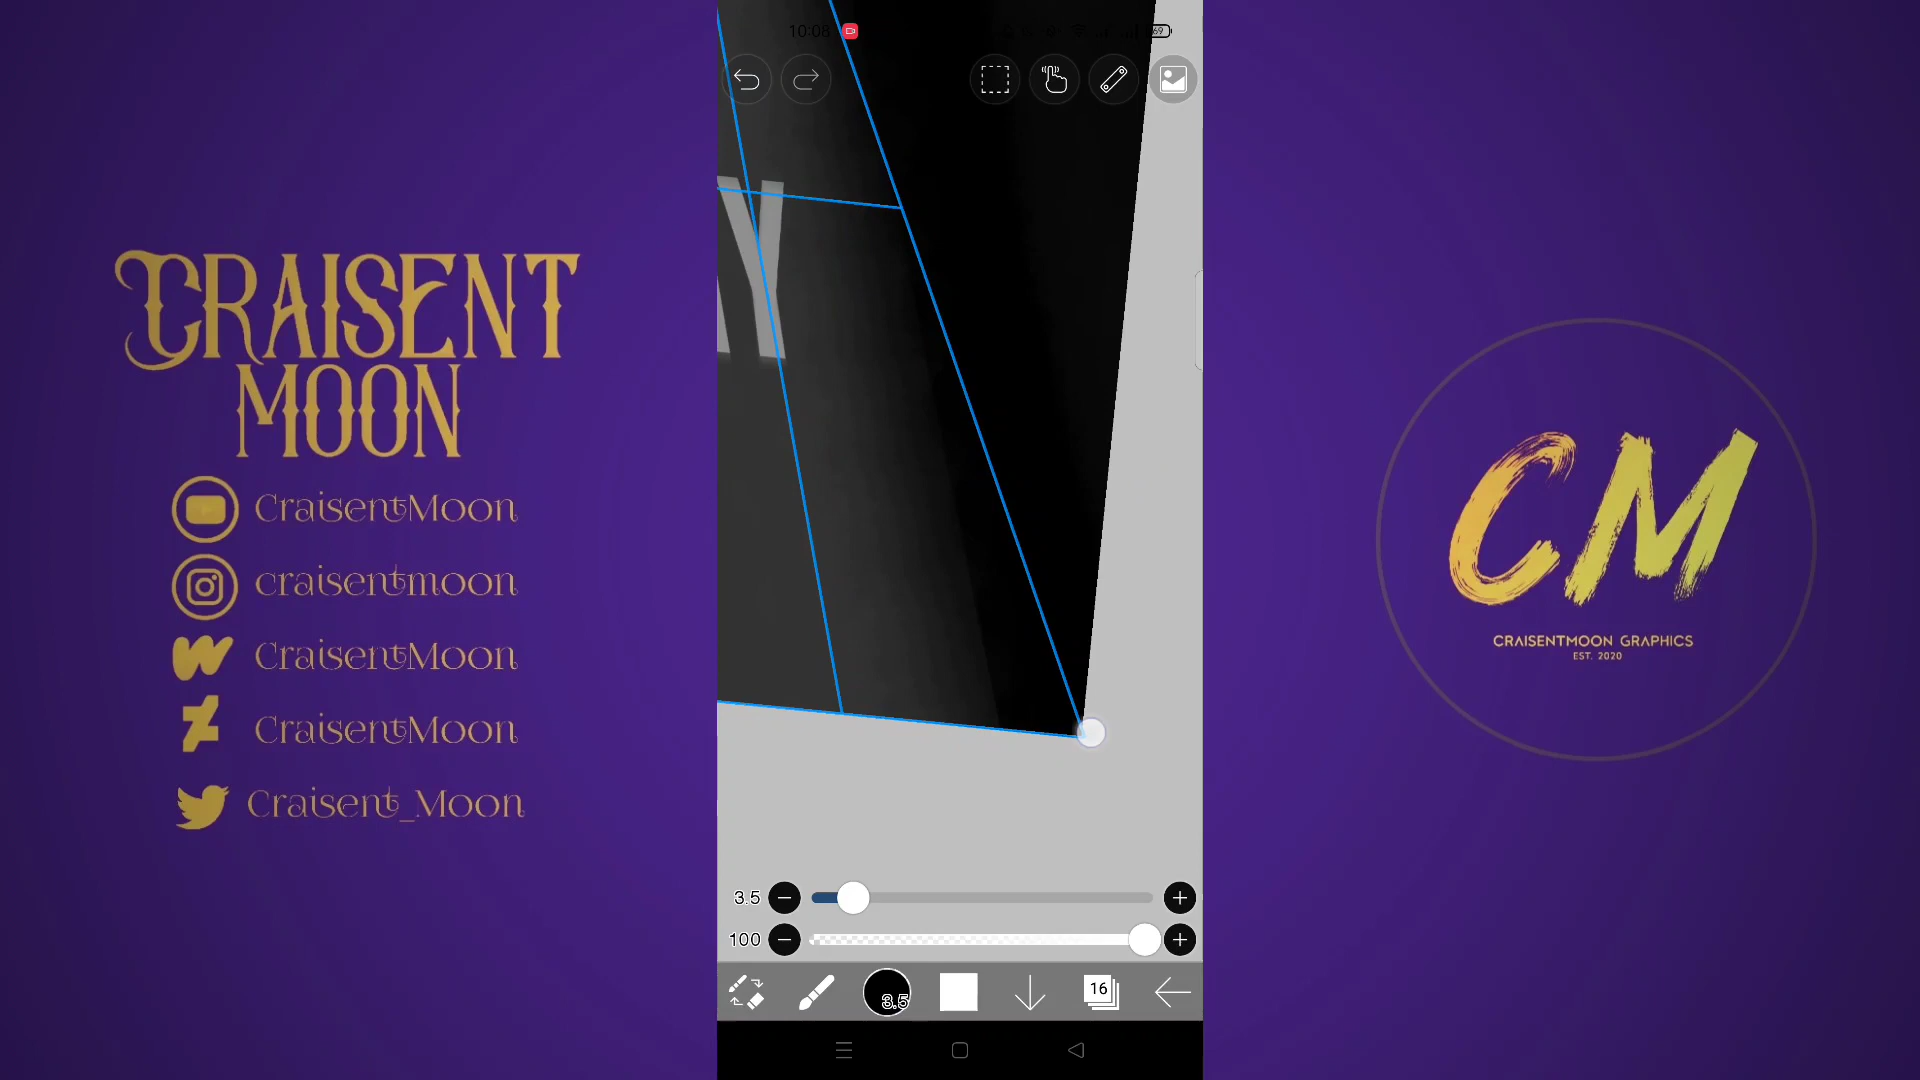 CRAISENT
MOON
CraisentMoon
craisentmoon
CraisentMoon
CraisentMoon
Craisent_Moon
10:08
69
Y
3.5
100
3.5
16
CM
CRAISENTMOON GRAPHICS
EST. 2020